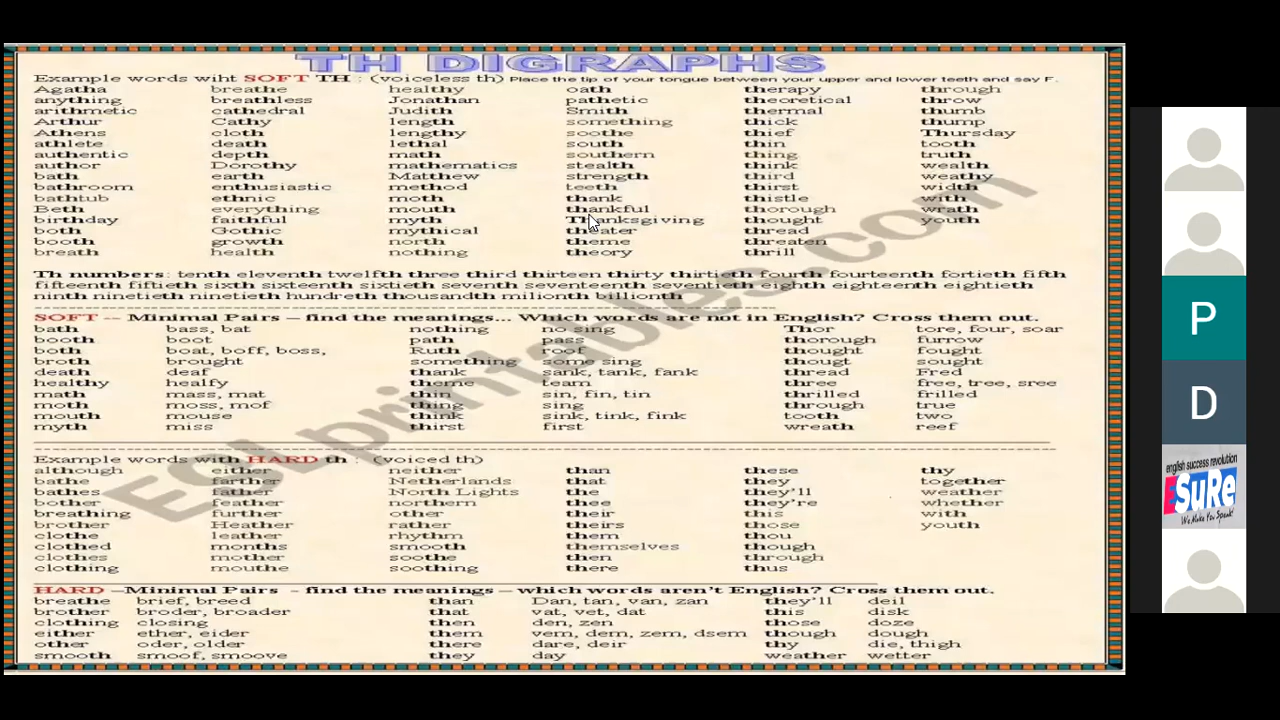 TH DIGRAPHS
Example words wiht SOFT TH : (voiceless th) Place the tip of your tongue between your upper and lower teeth and say F.
Agatha breathe healthy oath therapy through
anything breathless Jonathan pathetic theoretical throw
arithmetic cathedral Judith Smith thermal thumb
Arthur Cathy length something thick thump
Athens cloth lengthy soothe thief Thursday
athlete death lethal south thin tooth
authentic depth math southern thing truth
author Dorothy mathematics stealth think wealth
bath earth Matthew strength third weathy
bathroom enthusiastic method teeth thirst width
bathtub ethnic moth thank thistle with
Beth everything mouth thankful thorough wrath
birthday faithful myth Thanksgiving thought youth
both Gothic mythical theater thread
booth growth north theme threaten
breath health nothing theory thrill
Th numbers: tenth eleventh twelfth three third thirteen thirty thirtieth fourth fourteenth fortieth fifth
fifteenth fiftieth sixth sixteenth sixtieth seventh seventeenth seventieth eighth eighteenth eightieth
ninth ninetieth ninetieth hundreth thousandth milionth billionth
SOFT -- Minimal Pairs – find the meanings... Which words are not in English? Cross them out.
bath bass, bat nothing no sing Thor tore, four, soar
booth boot path pass thorough furrow
both boat, boff, boss, Ruth roof thought fought
broth brought something some sing thougt sought
death deaf thank sank, tank, fank thread Fred
healthy healfy theme team three free, tree, sree
math mass, mat thin sin, fin, tin thrilled frilled
moth moss, mof thing sing through true
mouth mouse think sink, tink, fink tooth two
myth miss thirst first wreath reef
Example words with HARD th : (voiced th)
although either neither than these thy
bathe farther Netherlands that they together
bathes father North Lights the they'll weather
bother feather northern thee they're whether
breathing further other their this with
brother Heather rather theirs those youth
clothe leather rhythm them thou
clothed months smooth themselves though
clothes mother soothe then through
clothing mouthe soothing there thus
HARD –Minimal Pairs - find the meanings – which words aren't English? Cross them out.
breathe brief, breed than Dan, tan, van, zan they'll deil
brother broder, broader that vat, vet, dat this disk
clothing closing then den, zen those doze
either ether, eider them vem, dem, zem, dsem though dough
other oder, older there dare, deir thy die, thigh
smooth smoof, smoove they day weather wetter
ESLprintables.com
P
D
english success revolution
eSuRe
We Make You Speak!